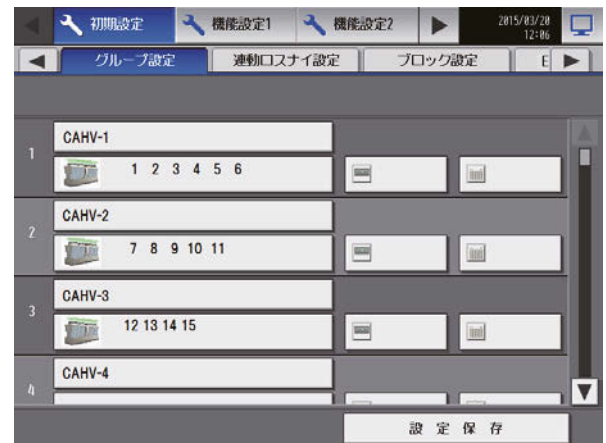 初期設定 機能設定1 機能設定2 2015/03/20
12:06
グループ設定 連動ロスナイ設定 ブロック設定 E
CAHV-1
1 1 2 3 4 5 6
CAHV-2
2 7 8 9 10 11
CAHV-3
3 12 13 14 15
CAHV-4
4
設定保存